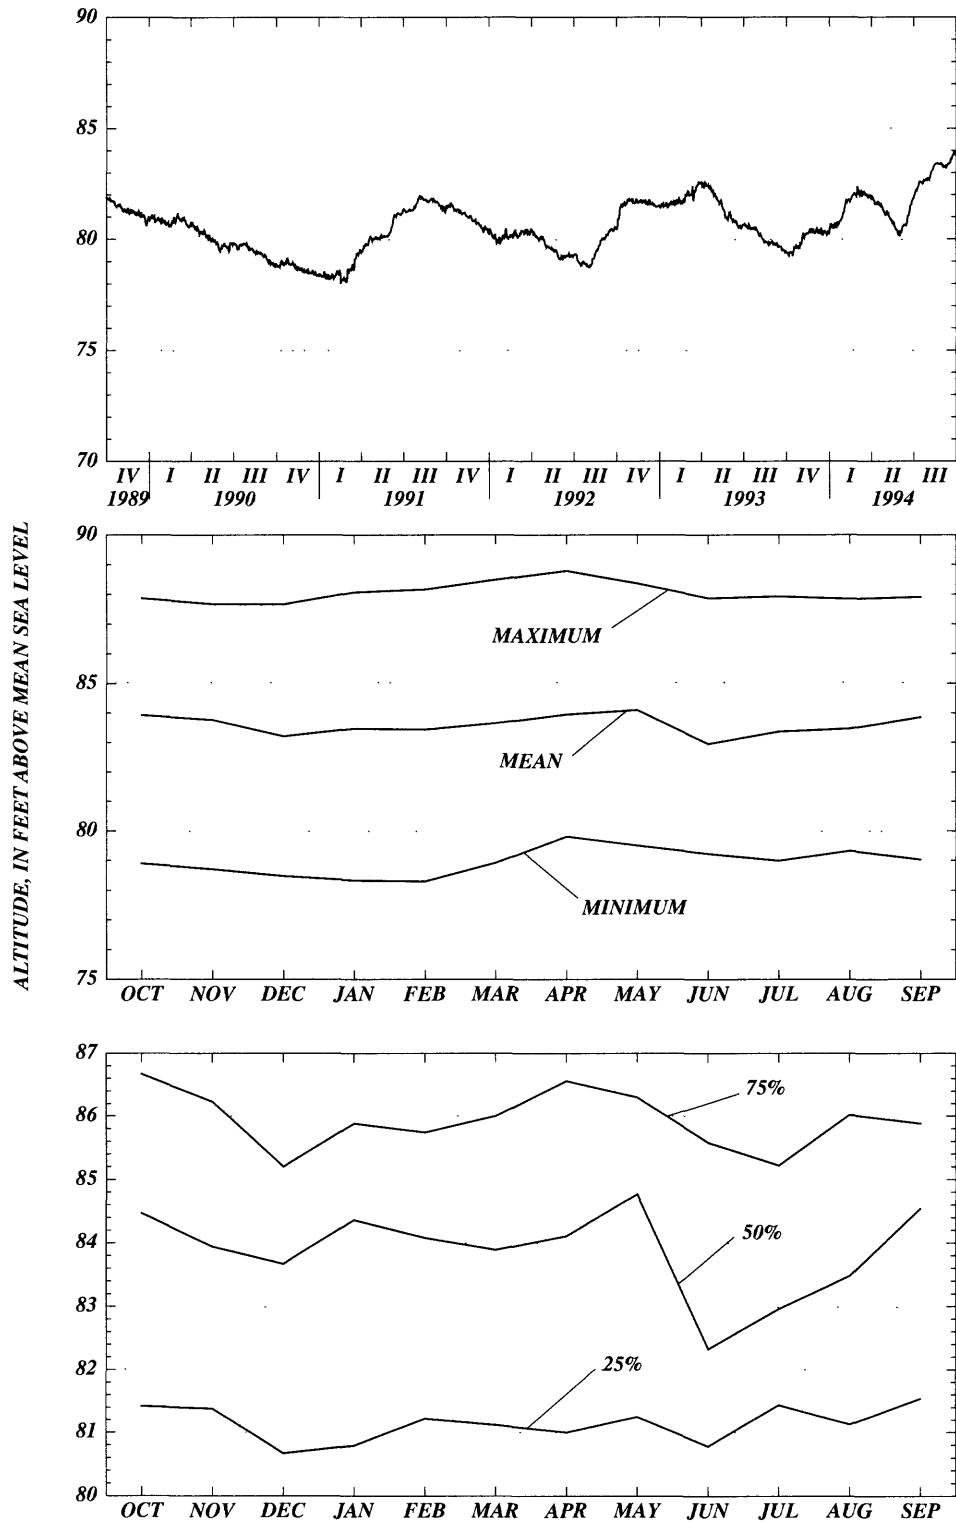 90
85
80
75
70
IV I II III IV I II III IV I II III IV I II III IV I II III
1989 1990 1991 1992 1993 1994
ALTITUDE, IN FEET ABOVE MEAN SEA LEVEL
90
MAXIMUM
85
MEAN
80
MINIMUM
75
OCT NOV DEC JAN FEB MAR APR MAY JUN JUL AUG SEP
87
75%
86
85
50%
84
83
82
25%
81
80
OCT NOV DEC JAN FEB MAR APR MAY JUN JUL AUG SEP